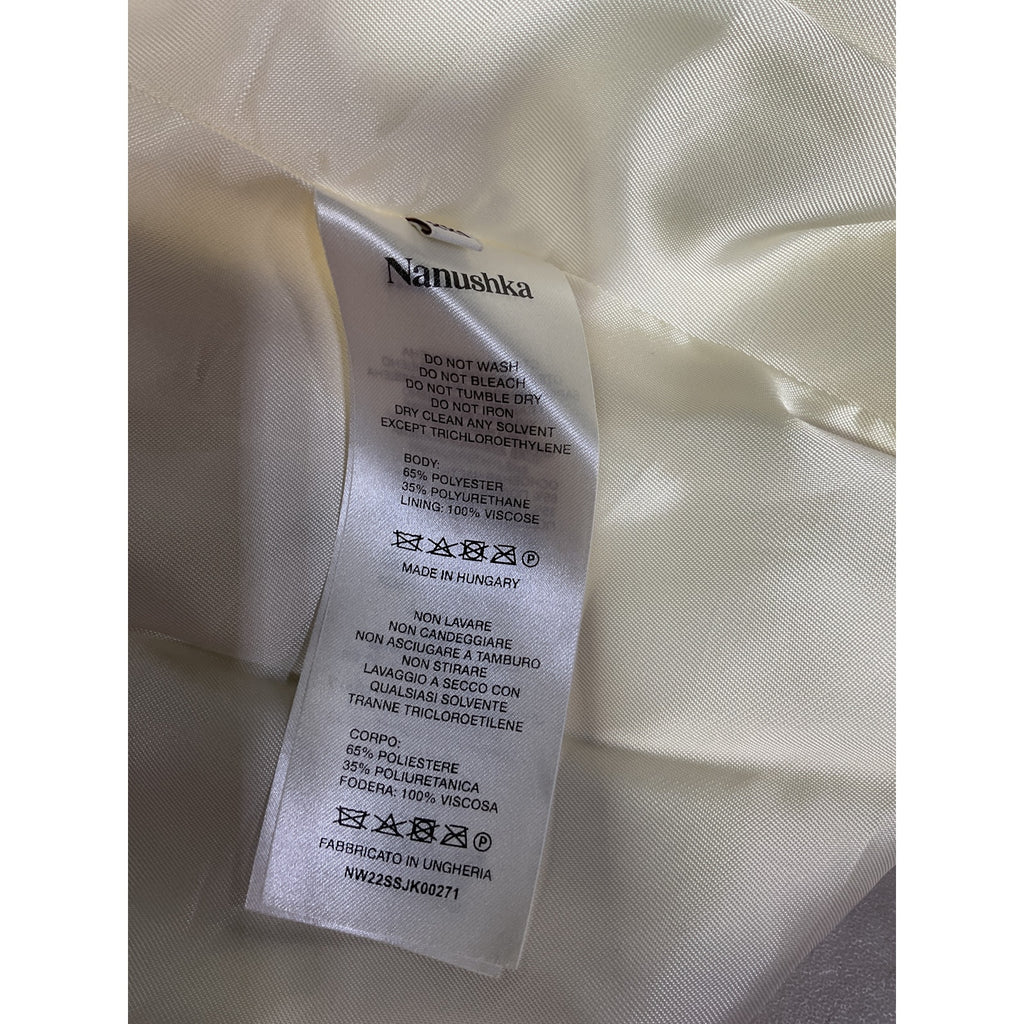 Nanushka
DO NOT WASH
DO NOT BLEACH
DO NOT TUMBLE DRY
DO NOT IRON
DRY CLEAN ANY SOLVENT
EXCEPT TRICHLOROETHYLENE
BODY:
65% POLYESTER
35% POLYURETHANE
LINING: 100% VISCOSE
P
MADE IN HUNGARY
NON LAVARE
NON CANDEGGIARE
NON ASCIUGARE A TAMBURO
NON STIRARE
LAVAGGIO A SECCO CON
QUALSIASI SOLVENTE
TRANNE TRICLOROETILENE
CORPO:
65% POLIESTERE
35% POLIURETANICA
FODERA: 100% VISCOSA
P
FABBRICATO IN UNGHERIA
NW22SSJK00271